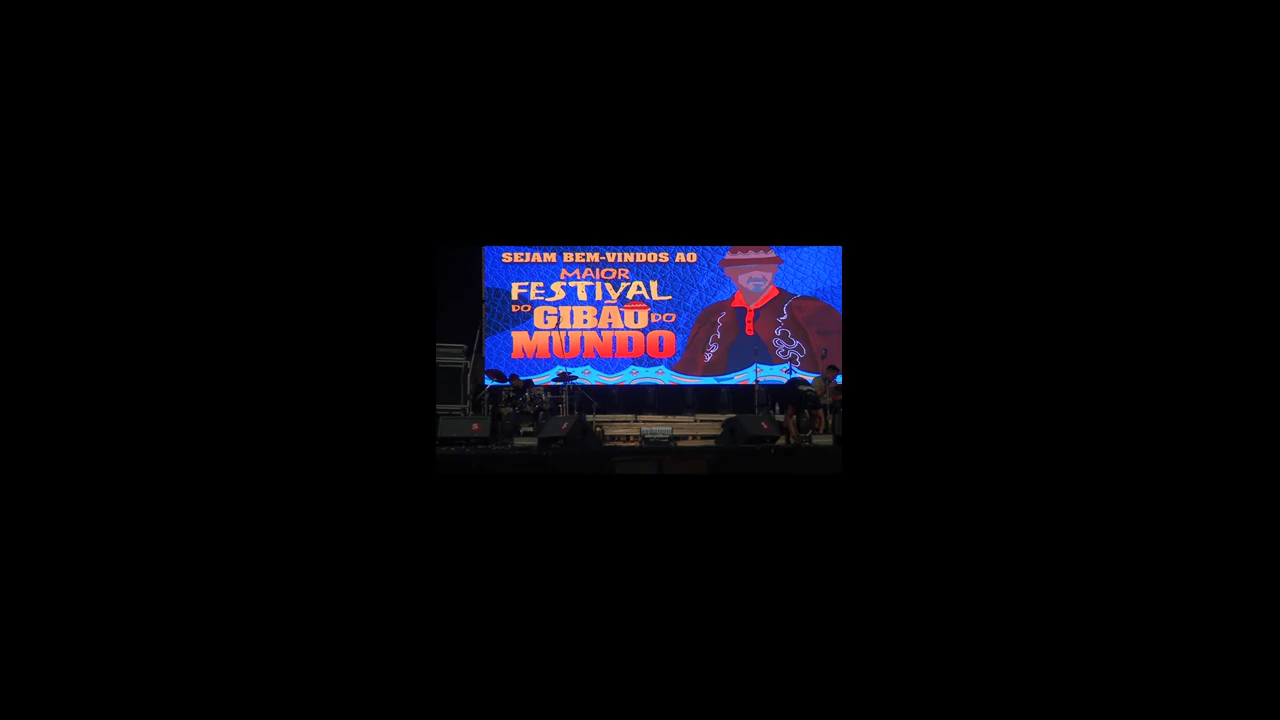 SEJAM BEM-VINDOS AO
MAIOR
FESTIVAL
DO GIBÃO DO
MUNDO